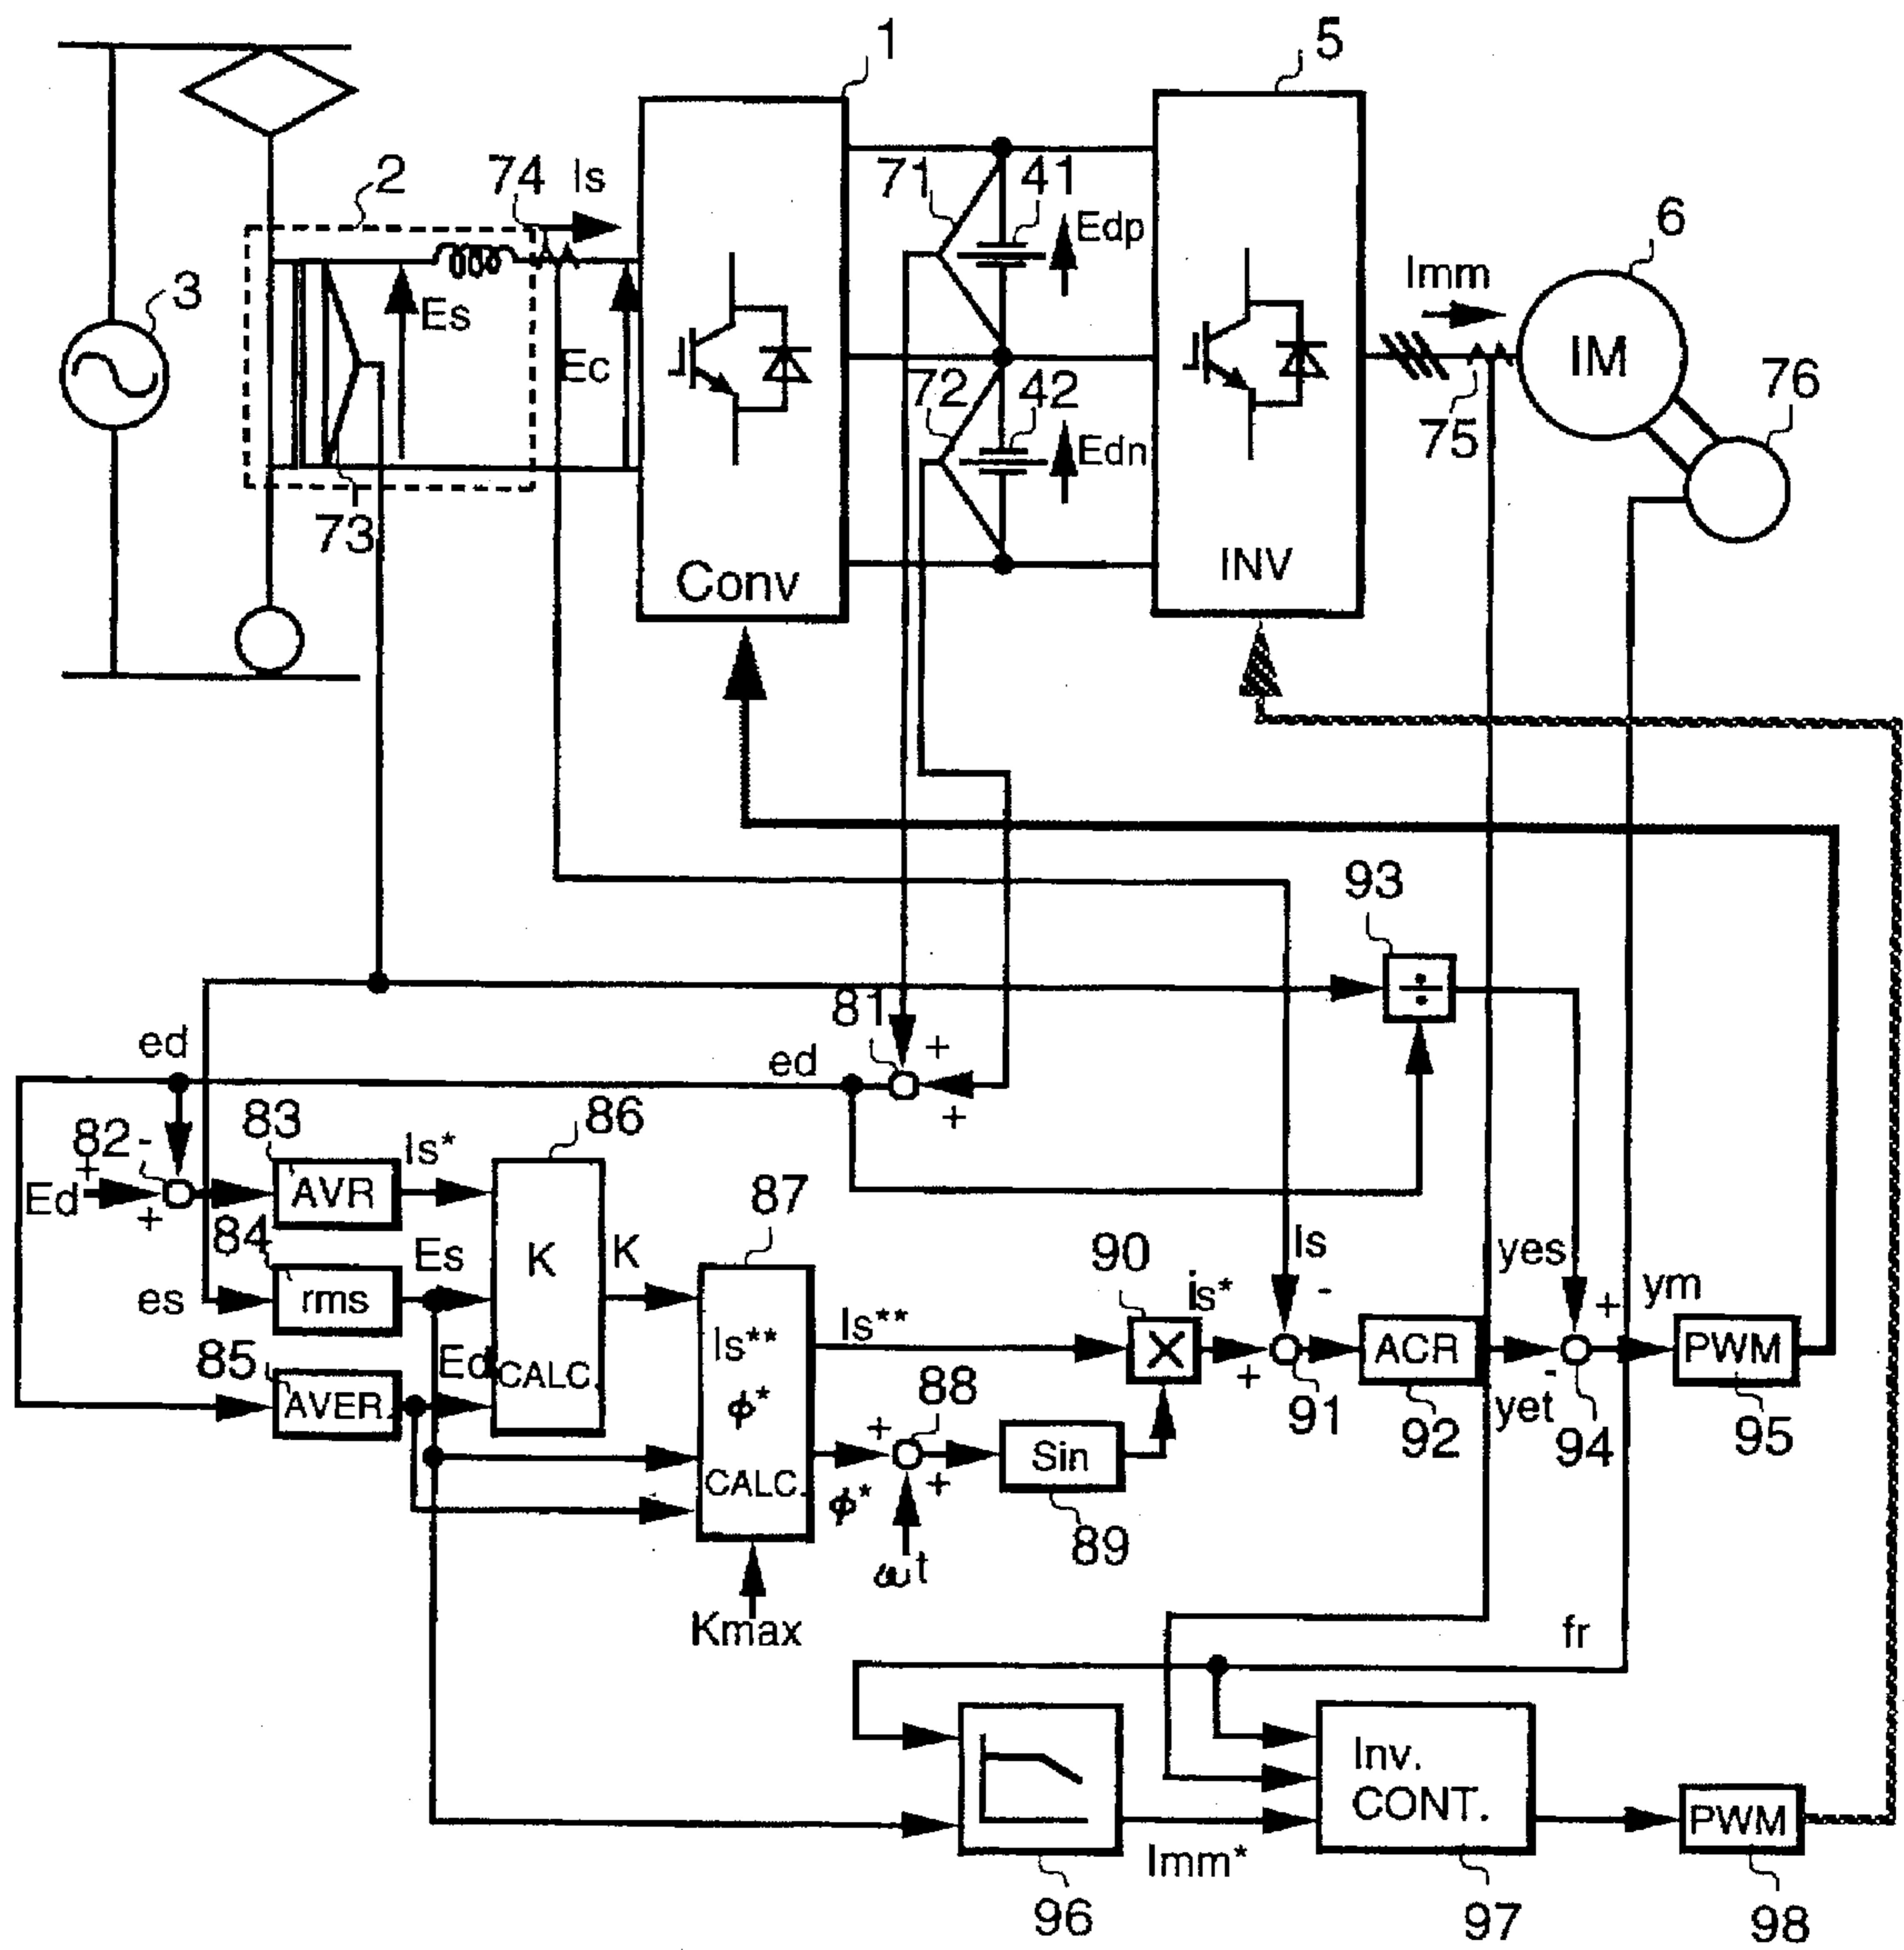 1
5
2
74
Is
71
41
Edp
6
Imm
3
Es
Ec
IM
72
42
76
Edn
75
73
Conv
INV
93
81
ed
ed
+
+
82
-
83
Is*
86
+
Ed
+
AVR
87
84
Es
K
K
90
is*
Is
-
yes
+
ym
es
rms
Is**
Is**
×
ACR
PWM
85
Ed
CALC.
88
+
91
yet
-
AVER.
ϕ*
+
92
94
95
CALC.
ϕ*
+
Sin
89
ωt
Kmax
fr
Inv.
CONT.
PWM
Imm*
96
97
98
÷